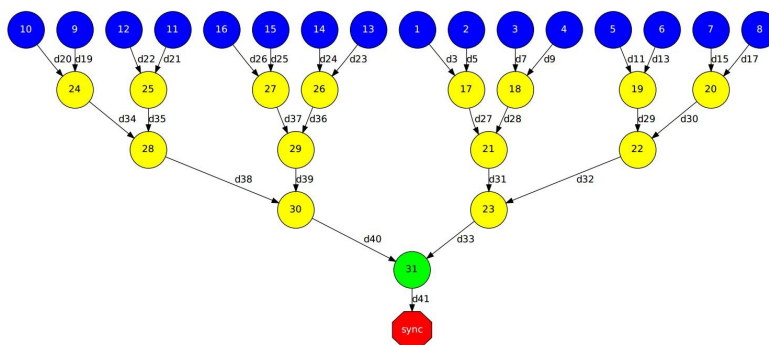 10 9 12 11 16 15 14 13 1 2 3 4 5 6 7 8
d20 d19 d22 d21 d26 d25 d24 d23 d3 d5 d7 d9 d11 d13 d15 d17
24 25 27 26 17 18 19 20
d34 d35 d37 d36 d27 d28 d29 d30
28 29 21 22
d38 d39 d31 d32
30 23
d40 d33
31
d41
sync